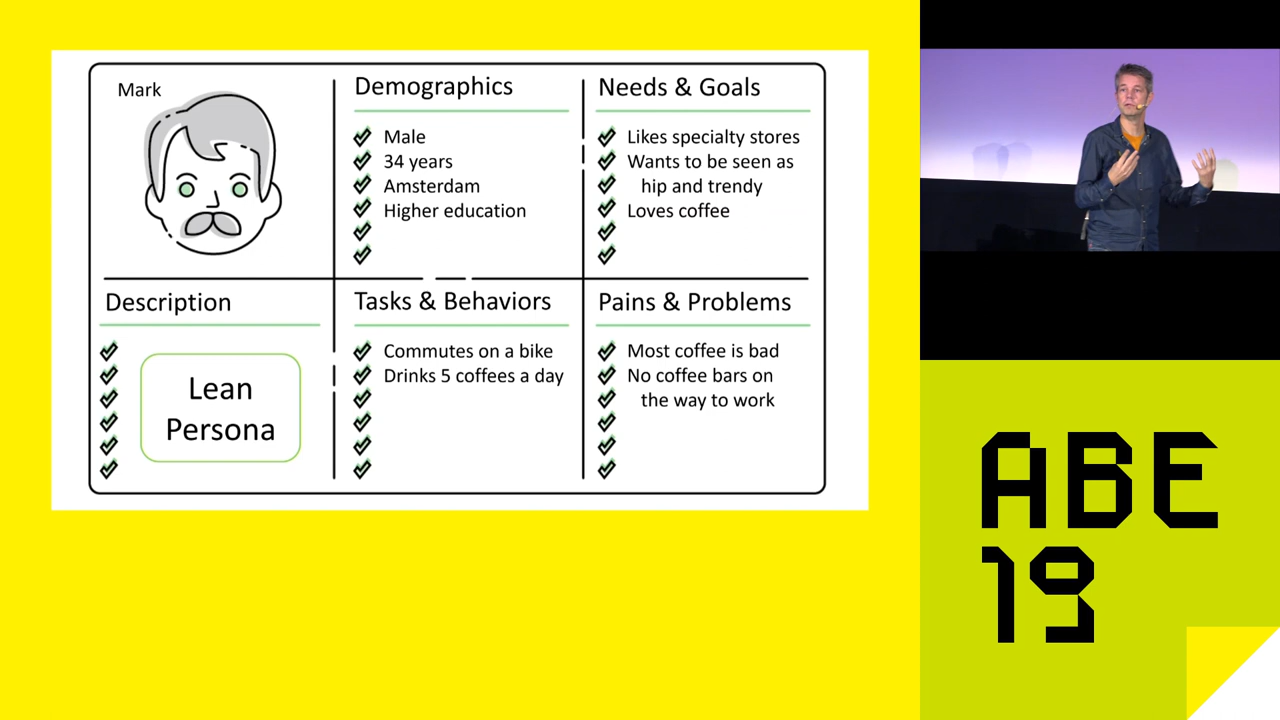 Mark
Demographics
Male
34 years
Amsterdam
Higher education
Needs & Goals
Likes specialty stores
Wants to be seen as
hip and trendy
Loves coffee
Description
Lean
Persona
Tasks & Behaviors
Commutes on a bike
Drinks 5 coffees a day
Pains & Problems
Most coffee is bad
No coffee bars on
the way to work
ABE
19